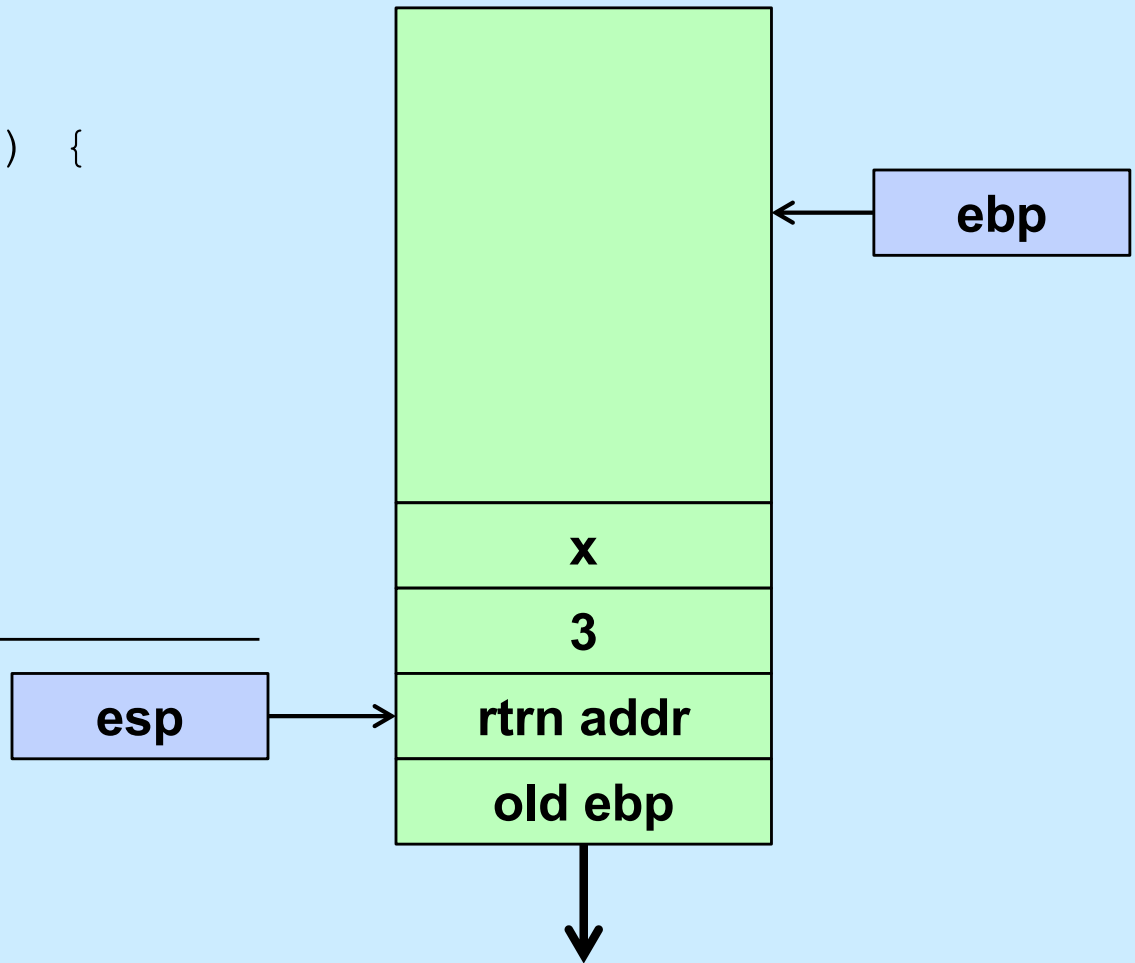 ) {
ebp
x
3
esp
rtrn addr
old ebp